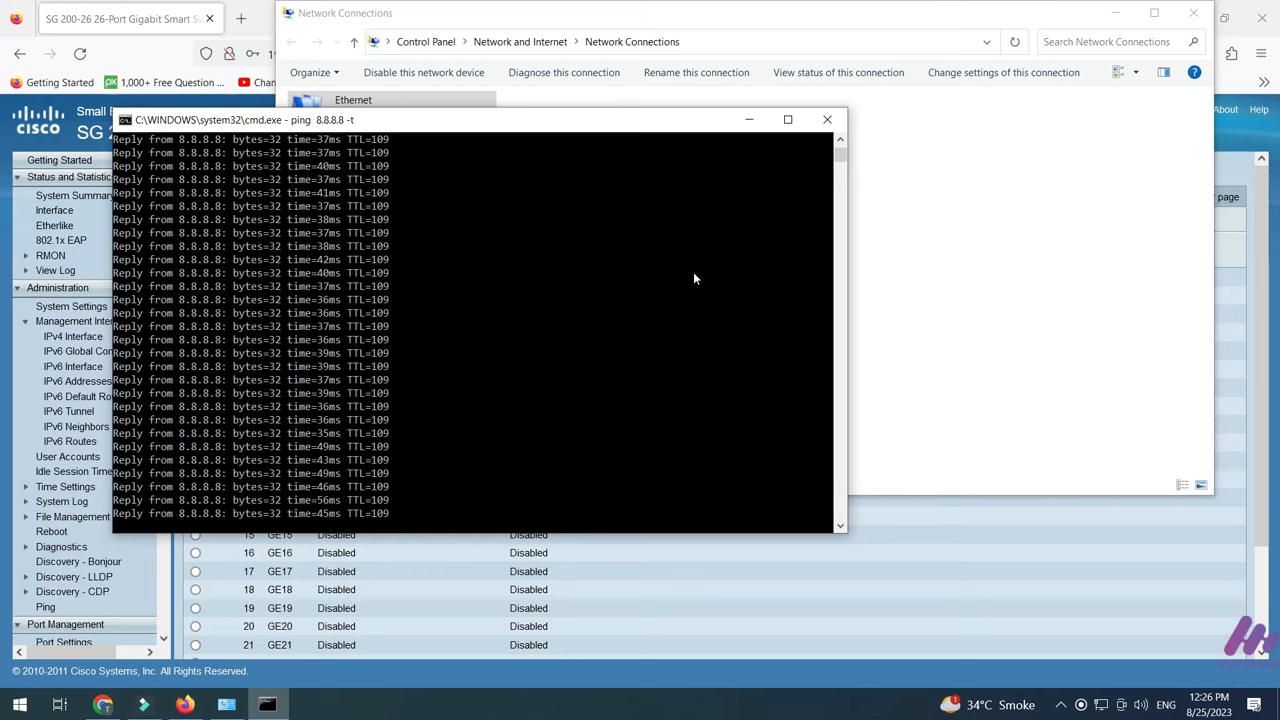 SG 200-26 26-Port Gigabit Smart Sw
Network Connections
Control Panel > Network and Internet > Network Connections
Search Network Connections
Getting Started
1,000+ Free Question ...
Chan
Organize
Disable this network device
Diagnose this connection
Rename this connection
View status of this connection
Change settings of this connection
Ethernet
C:\WINDOWS\system32\cmd.exe - ping  8.8.8.8 -t
Reply from 8.8.8.8: bytes=32 time=37ms TTL=109
Reply from 8.8.8.8: bytes=32 time=37ms TTL=109
Reply from 8.8.8.8: bytes=32 time=40ms TTL=109
Reply from 8.8.8.8: bytes=32 time=37ms TTL=109
Reply from 8.8.8.8: bytes=32 time=41ms TTL=109
Reply from 8.8.8.8: bytes=32 time=37ms TTL=109
Reply from 8.8.8.8: bytes=32 time=38ms TTL=109
Reply from 8.8.8.8: bytes=32 time=37ms TTL=109
Reply from 8.8.8.8: bytes=32 time=38ms TTL=109
Reply from 8.8.8.8: bytes=32 time=42ms TTL=109
Reply from 8.8.8.8: bytes=32 time=40ms TTL=109
Reply from 8.8.8.8: bytes=32 time=37ms TTL=109
Reply from 8.8.8.8: bytes=32 time=36ms TTL=109
Reply from 8.8.8.8: bytes=32 time=36ms TTL=109
Reply from 8.8.8.8: bytes=32 time=37ms TTL=109
Reply from 8.8.8.8: bytes=32 time=36ms TTL=109
Reply from 8.8.8.8: bytes=32 time=39ms TTL=109
Reply from 8.8.8.8: bytes=32 time=39ms TTL=109
Reply from 8.8.8.8: bytes=32 time=37ms TTL=109
Reply from 8.8.8.8: bytes=32 time=39ms TTL=109
Reply from 8.8.8.8: bytes=32 time=36ms TTL=109
Reply from 8.8.8.8: bytes=32 time=36ms TTL=109
Reply from 8.8.8.8: bytes=32 time=35ms TTL=109
Reply from 8.8.8.8: bytes=32 time=49ms TTL=109
Reply from 8.8.8.8: bytes=32 time=43ms TTL=109
Reply from 8.8.8.8: bytes=32 time=49ms TTL=109
Reply from 8.8.8.8: bytes=32 time=46ms TTL=109
Reply from 8.8.8.8: bytes=32 time=56ms TTL=109
Reply from 8.8.8.8: bytes=32 time=45ms TTL=109
Small B
CISCO
SG
About
Help
page
Getting Started
Status and Statistic
System Summary
Interface
Etherlike
802.1x EAP
RMON
View Log
Administration
System Settings
Management Inter
IPv4 Interface
IPv6 Global Con
IPv6 Interface
IPv6 Addresses
IPv6 Default Ro
IPv6 Tunnel
IPv6 Neighbors
IPv6 Routes
User Accounts
Idle Session Time
Time Settings
System Log
File Management
Reboot
Diagnostics
Discovery - Bonjour
Discovery - LLDP
Discovery - CDP
Ping
Port Management
Port Settings
15 GE15 Disabled Disabled
16 GE16 Disabled Disabled
17 GE17 Disabled Disabled
18 GE18 Disabled Disabled
19 GE19 Disabled Disabled
20 GE20 Disabled Disabled
21 GE21 Disabled Disabled
© 2010-2011 Cisco Systems, Inc. All Rights Reserved.
34°C Smoke
ENG
12:26 PM
8/25/2023